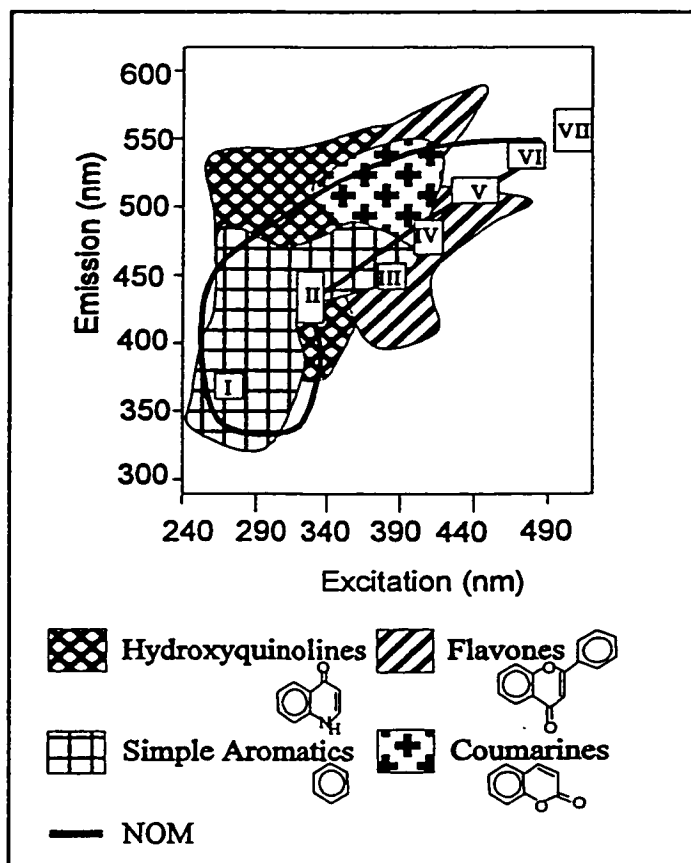 600
550
500
450
400
350
300
Emission (nm)
VII
VI
V
IV
III
II
I
240 290 340 390 440 490
Excitation (nm)
Hydroxyquinolines Flavones
O
N
H
O
O
Simple Aromatics Coumarines
O O
NOM